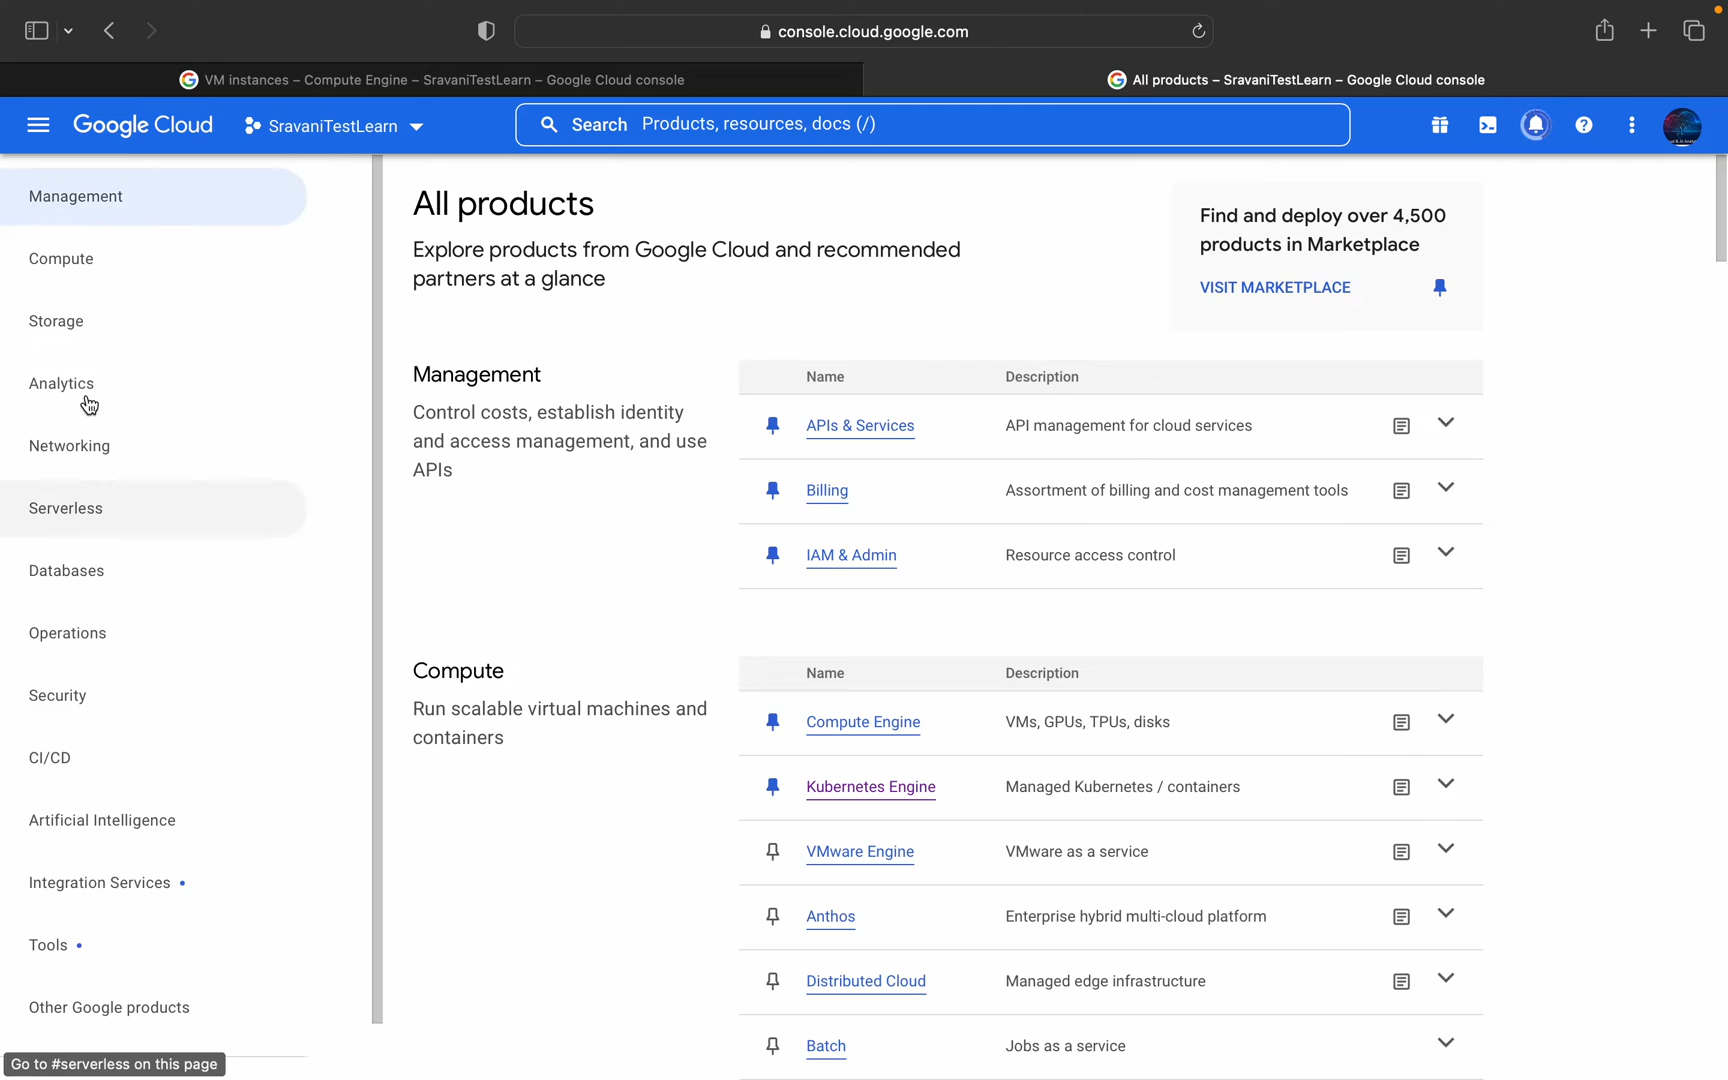 console.cloud.google.com
VM instances – Compute Engine – SravaniTestLearn – Google Cloud console
All products – SravaniTestLearn – Google Cloud console
Google Cloud
SravaniTestLearn
Search Products, resources, docs (/)
Management
Compute
Storage
Analytics
Networking
Serverless
Databases
Operations
Security
CI/CD
Artificial Intelligence
Integration Services
Tools
Other Google products
Go to #serverless on this page
All products
Explore products from Google Cloud and recommended
partners at a glance
Find and deploy over 4,500
products in Marketplace
VISIT MARKETPLACE
Management
Control costs, establish identity
and access management, and use
APIs
Name Description
APIs & Services API management for cloud services
Billing Assortment of billing and cost management tools
IAM & Admin Resource access control
Compute
Run scalable virtual machines and
containers
Name Description
Compute Engine VMs, GPUs, TPUs, disks
Kubernetes Engine Managed Kubernetes / containers
VMware Engine VMware as a service
Anthos Enterprise hybrid multi-cloud platform
Distributed Cloud Managed edge infrastructure
Batch Jobs as a service